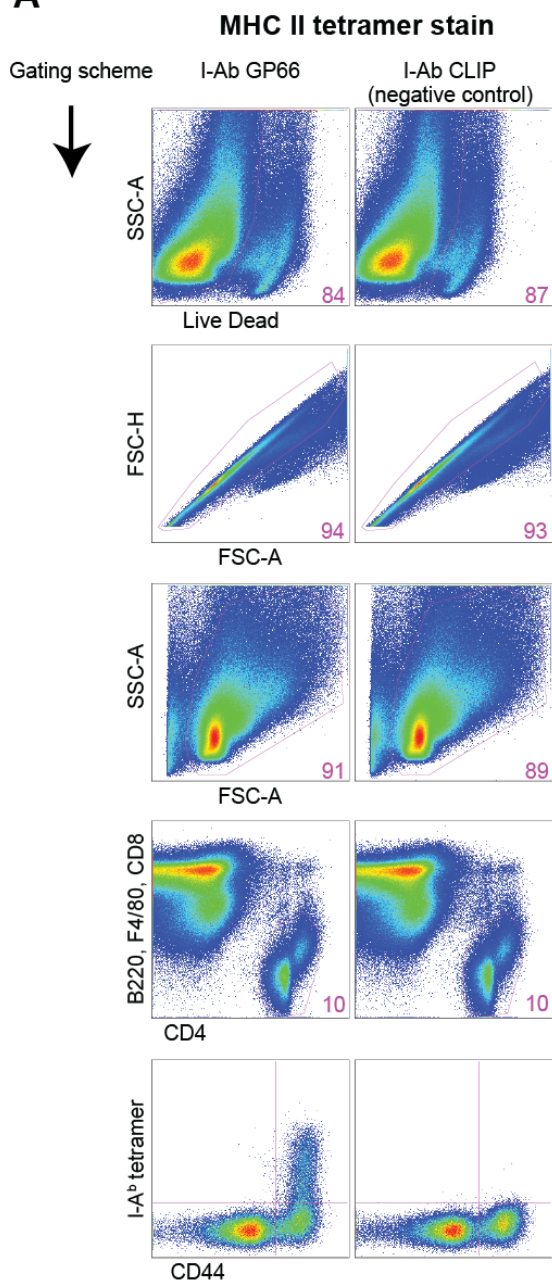 A
MHC II tetramer stain
Gating scheme
I-Ab GP66
I-Ab CLIP
(negative control)
SSC-A
84
87
Live Dead
FSC-H
94
93
FSC-A
SSC-A
91
89
FSC-A
B220, F4/80, CD8
10
10
CD4
I-Aᵇ tetramer
CD44